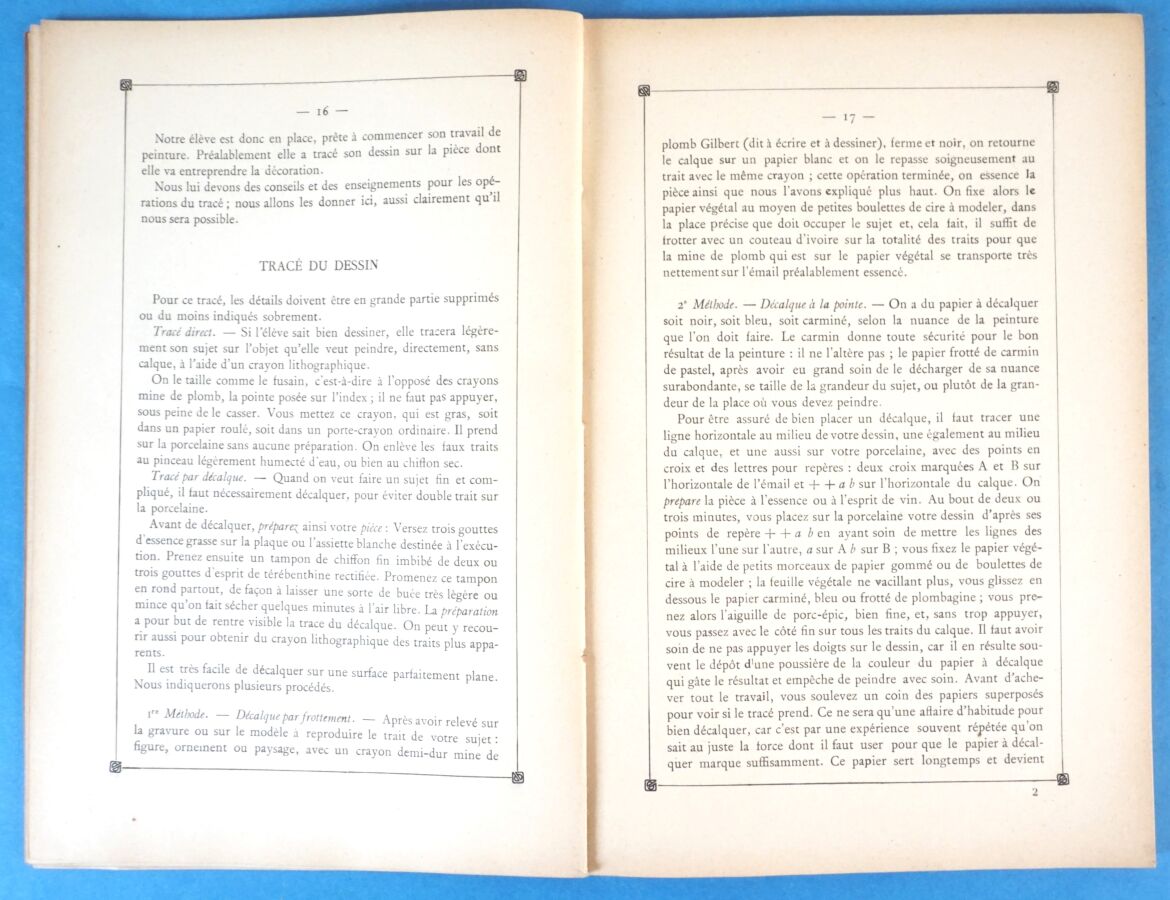 — 16 —
Notre élève est donc en place, prête à commencer son travail de
peinture. Préalablement elle a tracé son dessin sur la pièce dont
elle va entreprendre la décoration.
Nous lui devons des conseils et des enseignements pour les opé-
rations du tracé ; nous allons les donner ici, aussi clairement qu'il
nous sera possible.
TRACÉ DU DESSIN
Pour ce tracé, les détails doivent être en grande partie supprimés
ou du moins indiqués sobrement.
Tracé direct. — Si l'élève sait bien dessiner, elle tracera légère-
ment son sujet sur l'objet qu'elle veut peindre, directement, sans
calque, à l'aide d'un crayon lithographique.
On le taille comme le fusain, c'est-à-dire à l'opposé des crayons
mine de plomb, la pointe posée sur l'index ; il ne faut pas appuyer,
sous peine de le casser. Vous mettez ce crayon, qui est gras, soit
dans un papier roulé, soit dans un porte-crayon ordinaire. Il prend
sur la porcelaine sans aucune préparation. On enlève les faux traits
au pinceau légèrement humecté d'eau, ou bien au chiffon sec.
Tracé par décalque. — Quand on veut faire un sujet fin et com-
pliqué, il faut nécessairement décalquer, pour éviter double trait sur
la porcelaine.
Avant de décalquer, préparez ainsi votre pièce : Versez trois gouttes
d'essence grasse sur la plaque ou l'assiette blanche destinée à l'exécu-
tion. Prenez ensuite un tampon de chiffon fin imbibé de deux ou
trois gouttes d'esprit de térébenthine rectifiée. Promenez ce tampon
en rond partout, de façon à laisser une sorte de buée très légère ou
mince qu'on fait sécher quelques minutes à l'air libre. La préparation
a pour but de rentre visible la trace du décalque. On peut y recou-
rir aussi pour obtenir du crayon lithographique des traits plus appa-
rents.
Il est très facile de décalquer sur une surface parfaitement plane.
Nous indiquerons plusieurs procédés.
1re Méthode. — Décalque par frottement. — Après avoir relevé sur
la gravure ou sur le modèle à reproduire le trait de votre sujet :
figure, ornement ou paysage, avec un crayon demi-dur mine de
— 17 —
plomb Gilbert (dit à écrire et à dessiner), ferme et noir, on retourne
le calque sur un papier blanc et on le repasse soigneusement au
trait avec le même crayon ; cette opération terminée, on essence la
pièce ainsi que nous l'avons expliqué plus haut. On fixe alors le
papier végétal au moyen de petites boulettes de cire à modeler, dans
la place précise que doit occuper le sujet et, cela fait, il suffit de
frotter avec un couteau d'ivoire sur la totalité des traits pour que
la mine de plomb qui est sur le papier végétal se transporte très
nettement sur l'émail préalablement essencé.
2e Méthode. — Décalque à la pointe. — On a du papier à décalquer
soit noir, soit bleu, soit carminé, selon la nuance de la peinture
que l'on doit faire. Le carmin donne toute sécurité pour le bon
résultat de la peinture : il ne l'altère pas ; le papier frotté de carmin
de pastel, après avoir eu grand soin de le décharger de sa nuance
surabondante, se taille de la grandeur du sujet, ou plutôt de la gran-
deur de la place où vous devez peindre.
Pour être assuré de bien placer un décalque, il faut tracer une
ligne horizontale au milieu de votre dessin, une également au milieu
du calque, et une aussi sur votre porcelaine, avec des points en
croix et des lettres pour repères : deux croix marquées A et B sur
l'horizontale de l'émail et + + a b sur l'horizontale du calque. On
prepare la pièce à l'essence ou à l'esprit de vin. Au bout de deux ou
trois minutes, vous placez sur la porcelaine votre dessin d'après ses
points de repère + + a b en ayant soin de mettre les lignes des
milieux l'une sur l'autre, a sur A b sur B ; vous fixez le papier végé-
tal à l'aide de petits morceaux de papier gommé ou de boulettes de
cire à modeler ; la feuille végétale ne vacillant plus, vous glissez en
dessous le papier carminé, bleu ou frotté de plombagine ; vous pre-
nez alors l'aiguille de porc-épic, bien fine, et, sans trop appuyer,
vous passez avec le côté fin sur tous les traits du calque. Il faut avoir
soin de ne pas appuyer les doigts sur le dessin, car il en résulte sou-
vent le dépôt d'une poussière de la couleur du papier à décalque
qui gâte le résultat et empêche de peindre avec soin. Avant d'ache-
ver tout le travail, vous soulevez un coin des papiers superposés
pour voir si le tracé prend. Ce ne sera qu'une affaire d'habitude pour
bien décalquer, car c'est par une expérience souvent répétée qu'on
sait au juste la force dont il faut user pour que le papier à décal-
quer marque suffisamment. Ce papier sert longtemps et devient
2